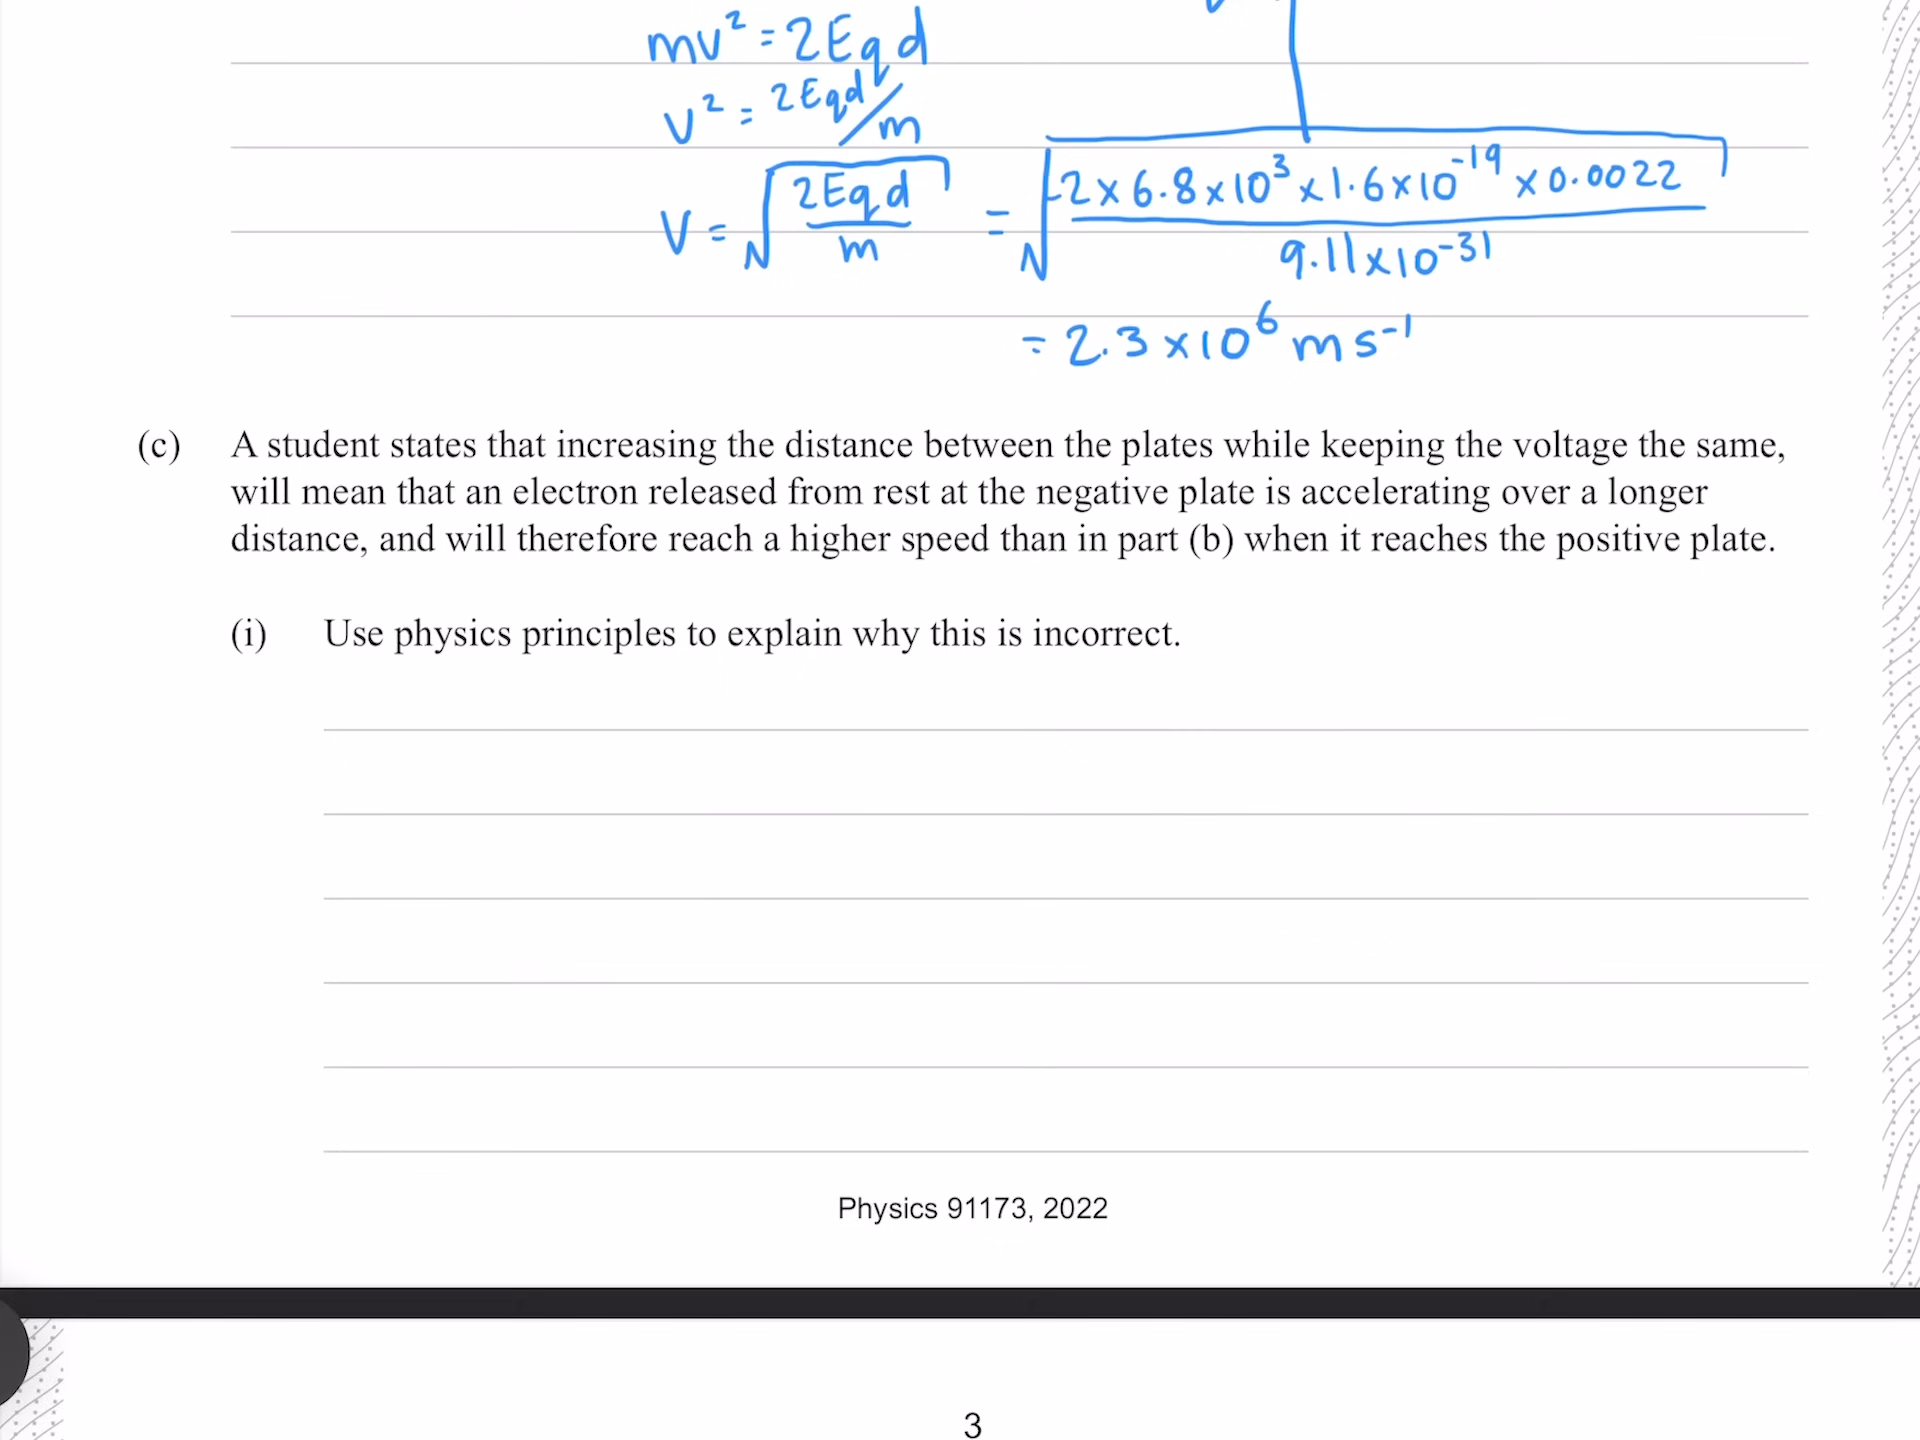 mv² = 2Eqd
v² = 2Eqd/m
v = √(2Eqd/m) = √(2 × 6.8 × 10³ × 1.6 × 10⁻¹⁹ × 0.0022 / 9.11 × 10⁻³¹)
= 2.3 × 10⁶ ms⁻¹
(c) A student states that increasing the distance between the plates while keeping the voltage the same,
will mean that an electron released from rest at the negative plate is accelerating over a longer
distance, and will therefore reach a higher speed than in part (b) when it reaches the positive plate.
(i) Use physics principles to explain why this is incorrect.
Physics 91173, 2022
3